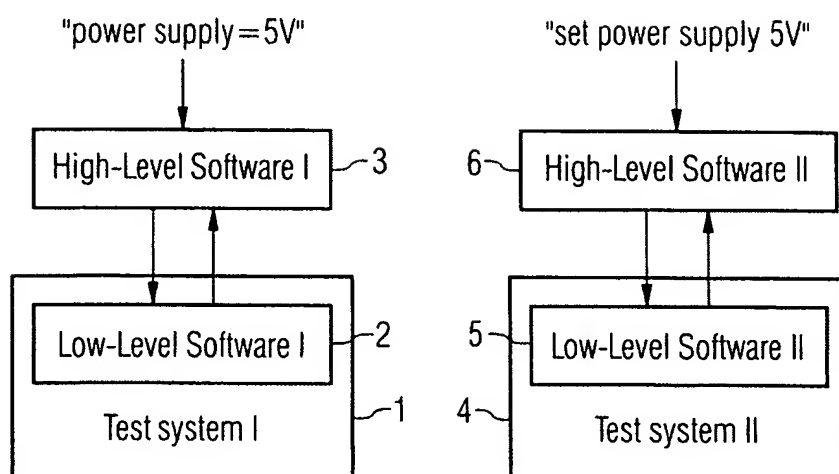 "power supply=5V"
"set power supply 5V"
High-Level Software I
3
6
High-Level Software II
Low-Level Software I
2
5
Low-Level Software II
Test system I
1
4
Test system II